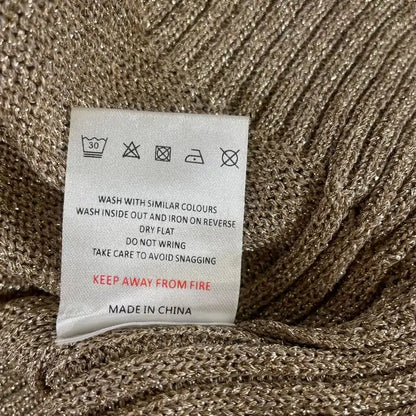 30
WASH WITH SIMILAR COLOURS
WASH INSIDE OUT AND IRON ON REVERSE
DRY FLAT
DO NOT WRING
TAKE CARE TO AVOID SNAGGING
KEEP AWAY FROM FIRE
MADE IN CHINA